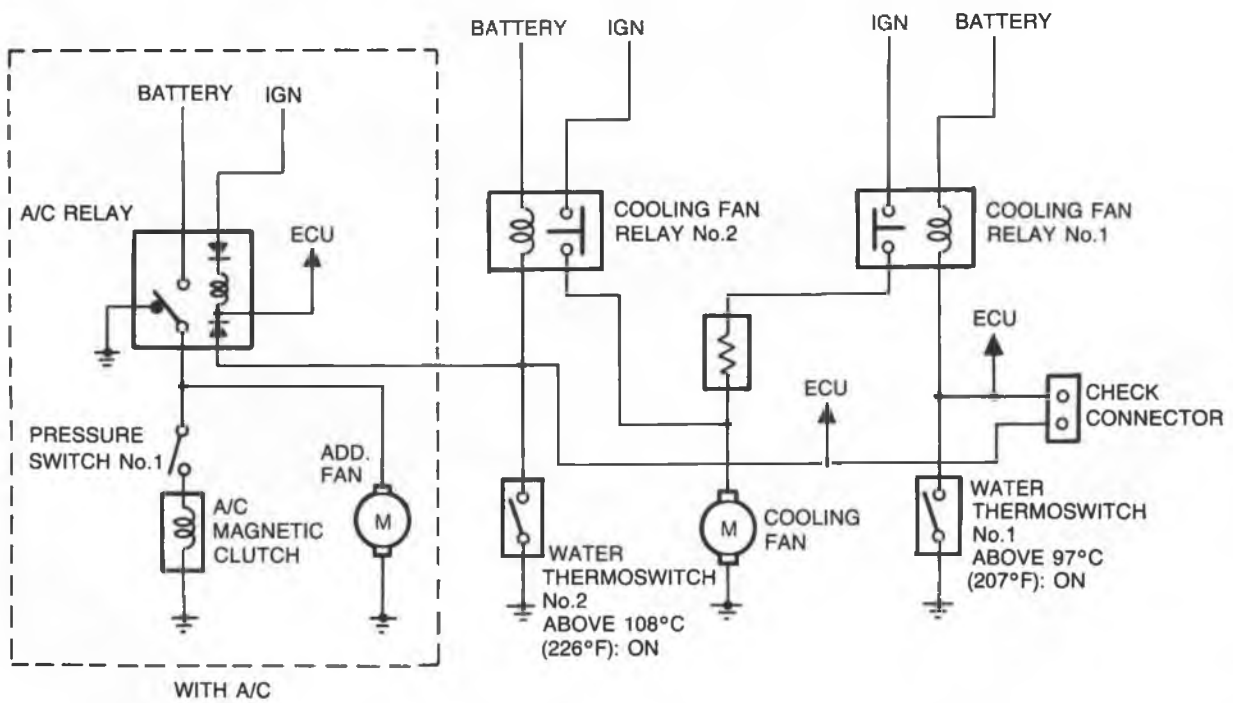 BATTERY
IGN
A/C RELAY
ECU
PRESSURE
SWITCH No.1
A/C
MAGNETIC
CLUTCH
ADD.
FAN
M
WITH A/C
BATTERY
IGN
COOLING FAN
RELAY No.2
WATER
THERMOSWITCH
No.2
ABOVE 108°C
(226°F): ON
M
COOLING
FAN
ECU
IGN
BATTERY
COOLING FAN
RELAY No.1
ECU
CHECK
CONNECTOR
WATER
THERMOSWITCH
No.1
ABOVE 97°C
(207°F): ON